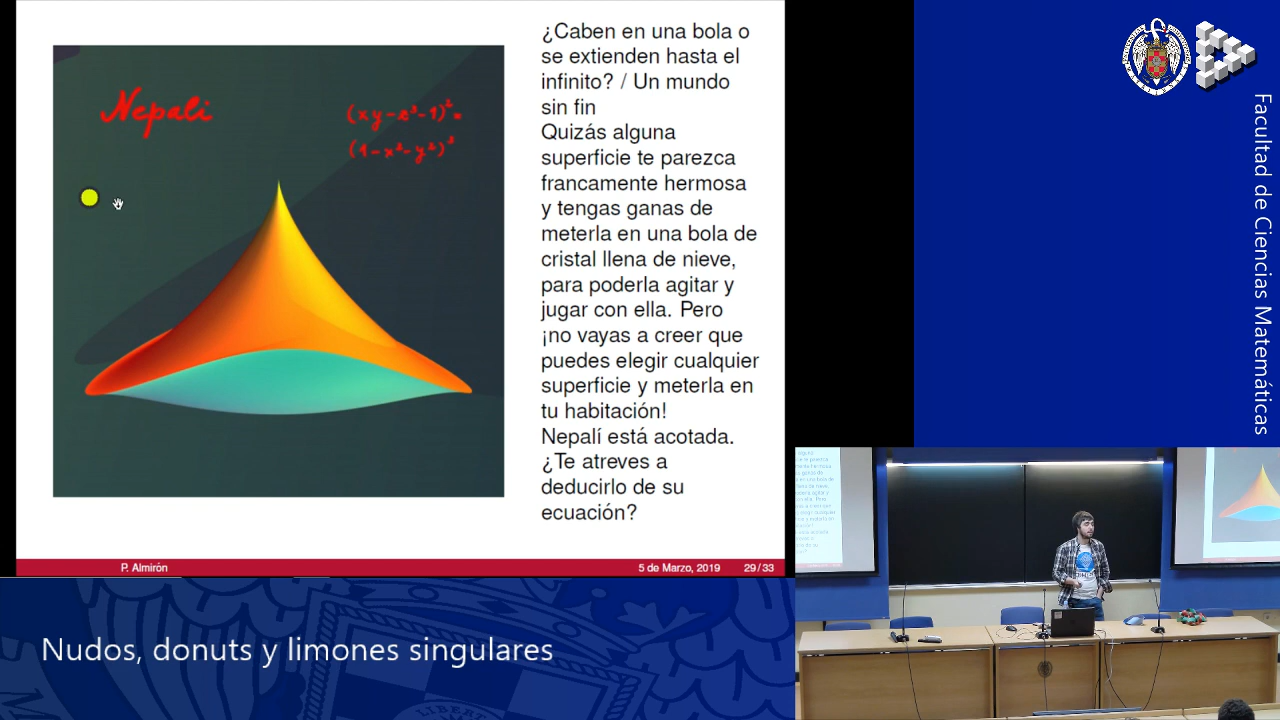 Nepali
(xy-z³-1)²=
(1-x²-y²)³
¿Caben en una bola o
se extienden hasta el
infinito? / Un mundo
sin fin
Quizás alguna
superficie te parezca
francamente hermosa
y tengas ganas de
meterla en una bola de
cristal llena de nieve,
para poderla agitar y
jugar con ella. Pero
¡no vayas a creer que
puedes elegir cualquier
superficie y meterla en
tu habitación!
Nepalí está acotada.
¿Te atreves a
deducirlo de su
ecuación?
P. Almirón
5 de Marzo, 2019
29/33
Nudos, donuts y limones singulares
Facultad de Ciencias Matemáticas
LIBERT